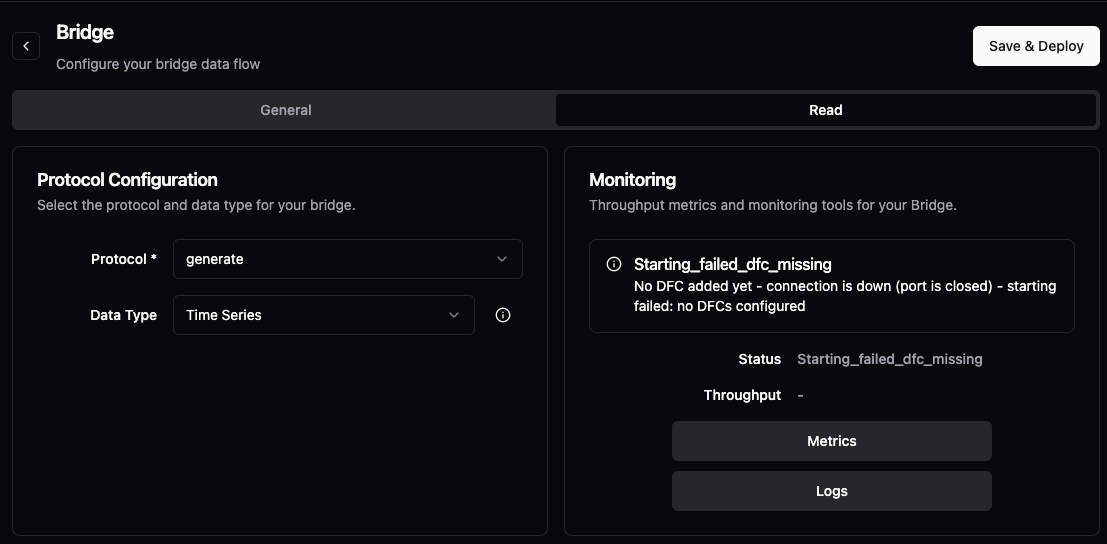 Bridge
Configure your bridge data flow
Save & Deploy
General
Read
Protocol Configuration
Select the protocol and data type for your bridge.
Protocol *
generate
Data Type
Time Series
Monitoring
Throughput metrics and monitoring tools for your Bridge.
Starting_failed_dfc_missing
No DFC added yet - connection is down (port is closed) - starting
failed: no DFCs configured
Status
Starting_failed_dfc_missing
Throughput
-
Metrics
Logs